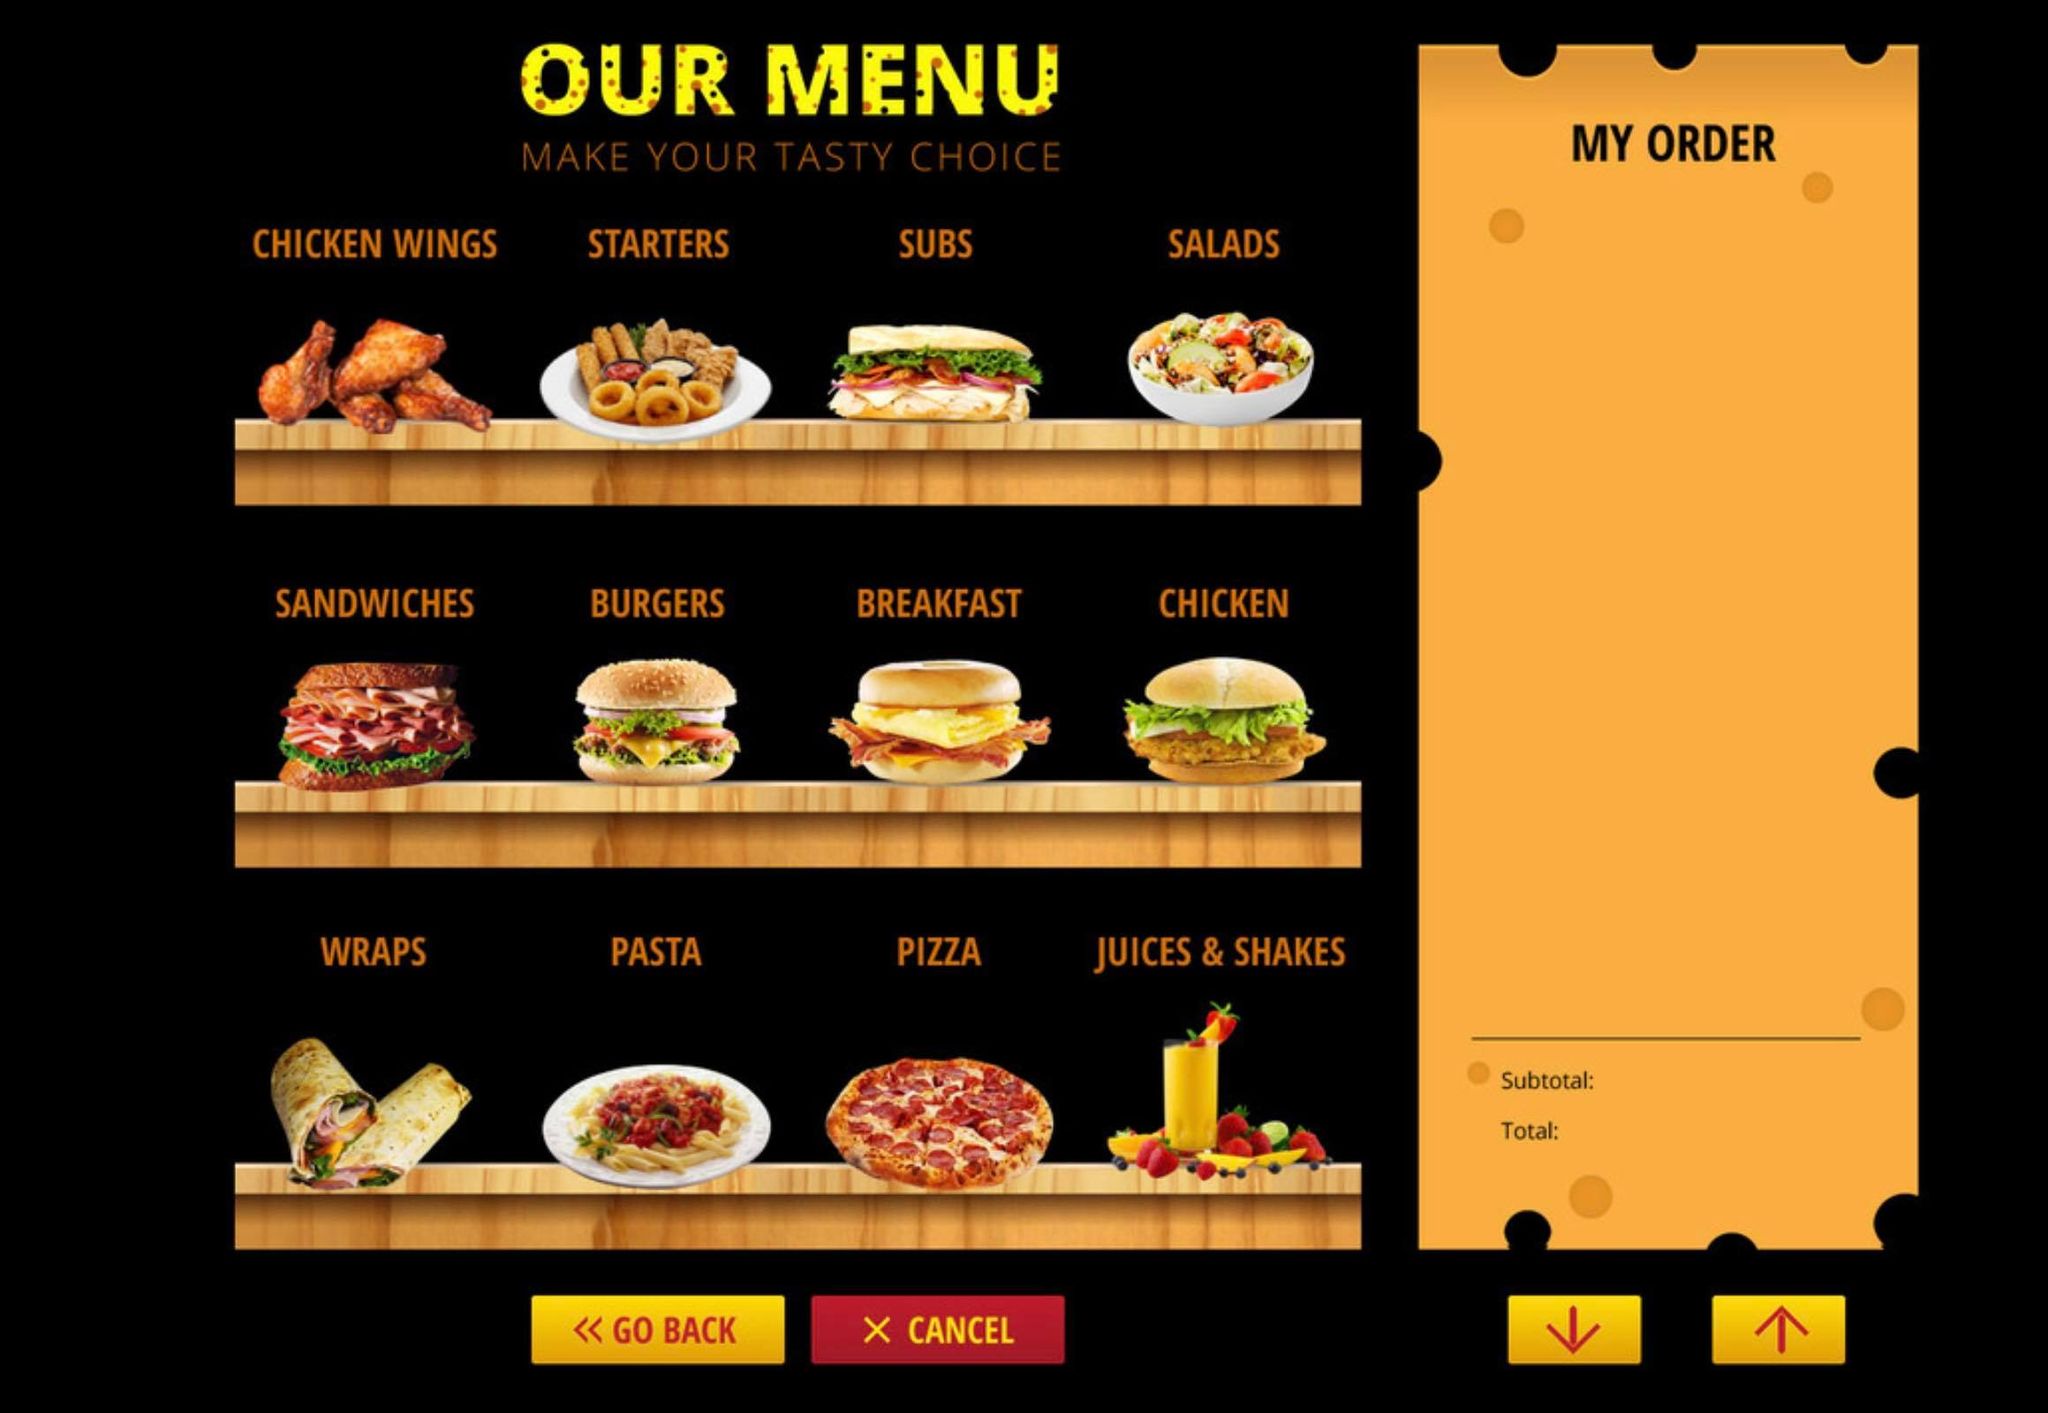 OUR MENU
MAKE YOUR TASTY CHOICE
CHICKEN WINGS
STARTERS
SUBS
SALADS
SANDWICHES
BURGERS
BREAKFAST
CHICKEN
WRAPS
PASTA
PIZZA
JUICES & SHAKES
GO BACK
CANCEL
MY ORDER
Subtotal:
Total: